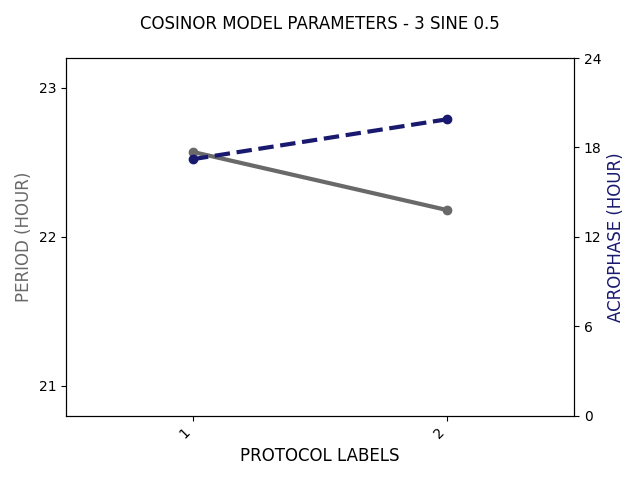 COSINOR MODEL PARAMETERS - 3 SINE 0.5
23
22
21
PERIOD (HOUR)
24
18
12
6
0
ACROPHASE (HOUR)
1
2
PROTOCOL LABELS